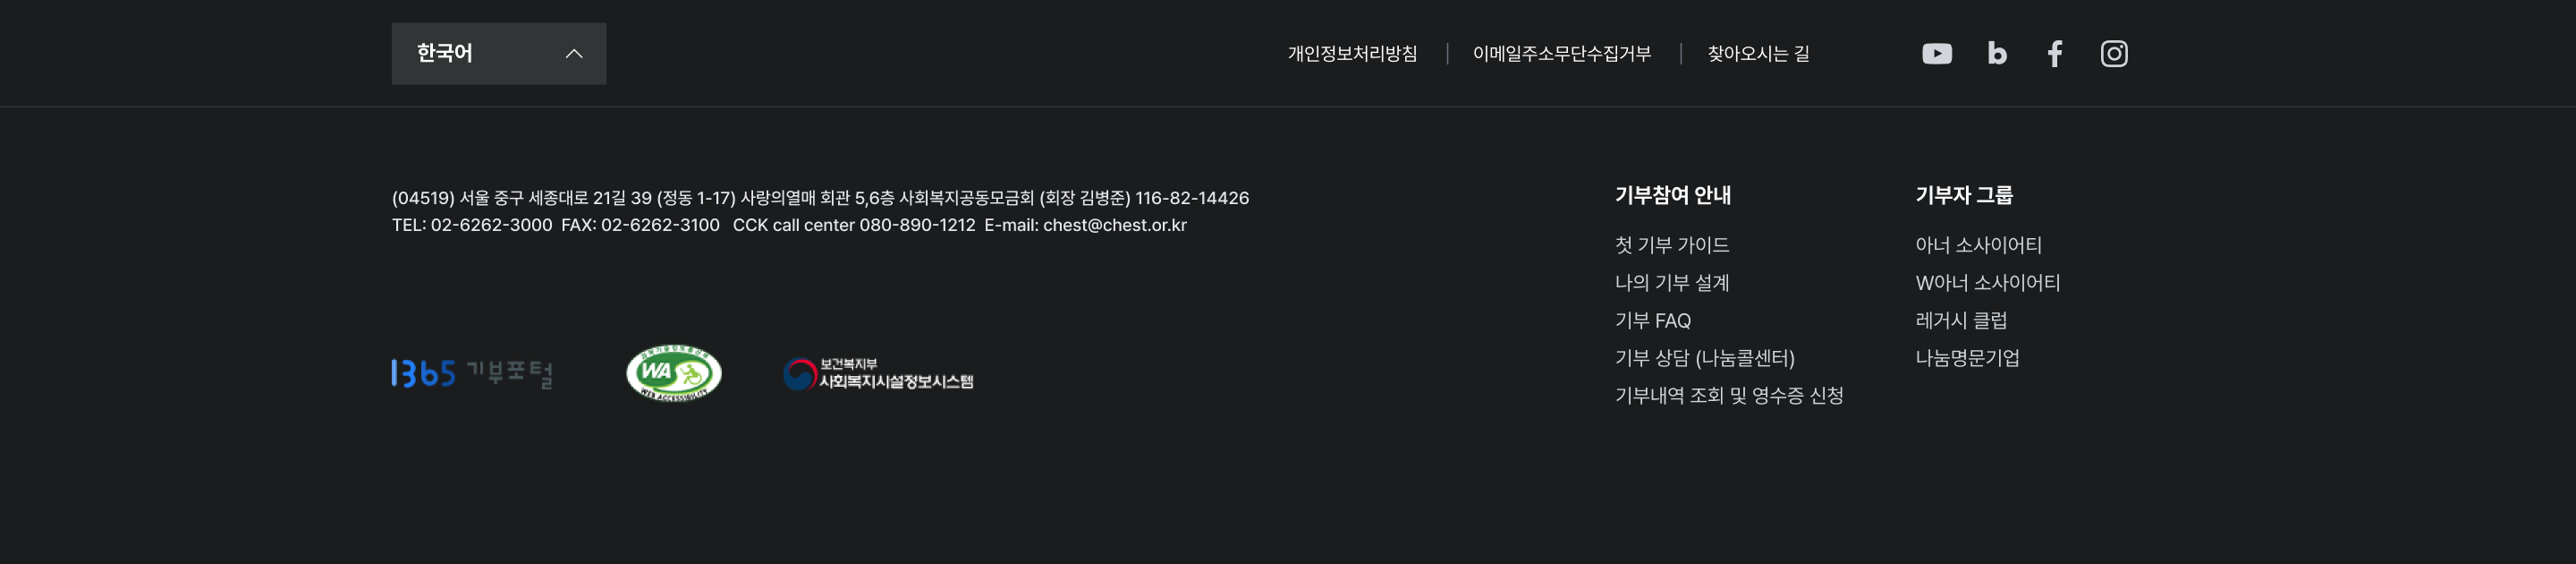 한국어
개인정보처리방침
이메일주소무단수집거부
찾아오시는 길
(04519) 서울 중구 세종대로 21길 39 (정동 1-17) 사랑의열매 회관 5,6층 사회복지공동모금회 (회장 김병준) 116-82-14426
TEL: 02-6262-3000 FAX: 02-6262-3100 CCK call center 080-890-1212 E-mail: chest@chest.or.kr
1365 기부포털
WA
WEB ACCESSIBILITY
보건복지부
사회복지시설정보시스템
기부참여 안내
첫 기부 가이드
나의 기부 설계
기부 FAQ
기부 상담 (나눔콜센터)
기부내역 조회 및 영수증 신청
기부자 그룹
아너 소사이어티
W아너 소사이어티
레거시 클럽
나눔명문기업